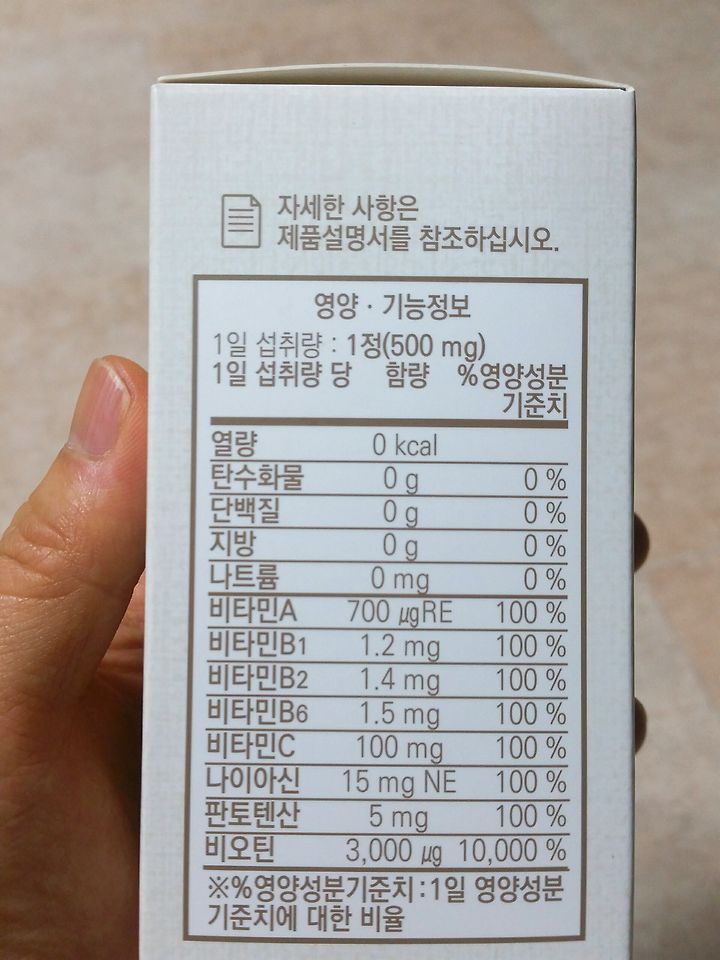 자세한 사항은
제품설명서를 참조하십시오.
영양 · 기능정보
1일 섭취량 : 1정(500 mg)
1일 섭취량 당 함량 %영양성분
기준치
열량 0 kcal
탄수화물 0 g 0 %
단백질 0 g 0 %
지방 0 g 0 %
나트륨 0 mg 0 %
비타민A 700 µgRE 100 %
비타민B1 1.2 mg 100 %
비타민B2 1.4 mg 100 %
비타민B6 1.5 mg 100 %
비타민C 100 mg 100 %
나이아신 15 mg NE 100 %
판토텐산 5 mg 100 %
비오틴 3,000 µg 10,000 %
※%영양성분기준치:1일 영양성분
기준치에 대한 비율